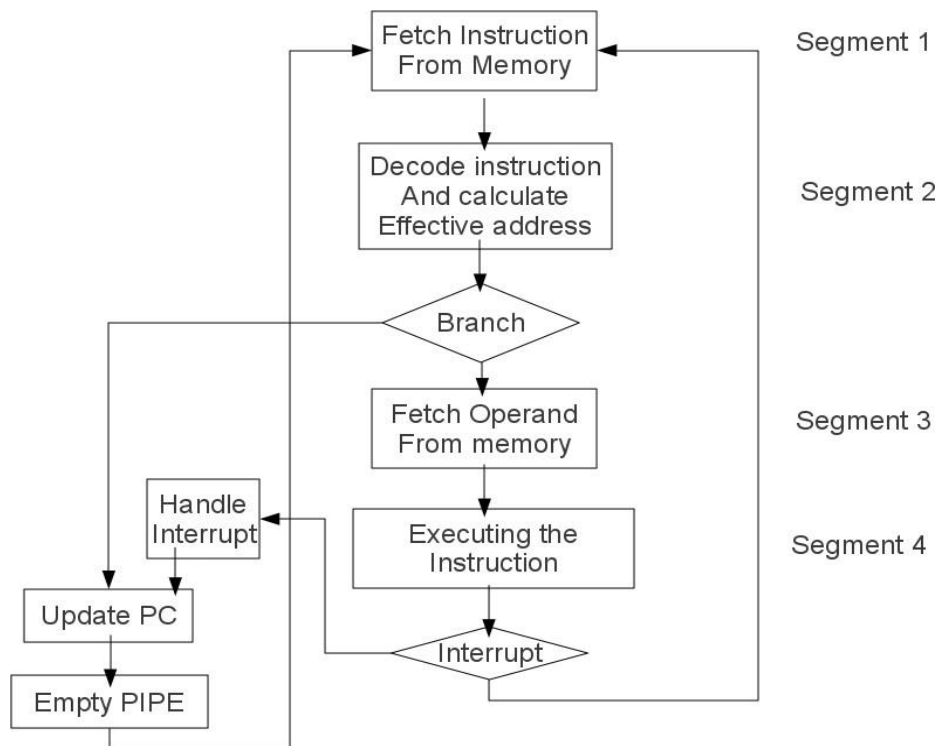 Fetch Instruction
From Memory
Segment 1
Decode instruction
And calculate
Effective address
Segment 2
Branch
Fetch Operand
From memory
Segment 3
Handle
Interrupt
Executing the
Instruction
Segment 4
Update PC
Interrupt
Empty PIPE